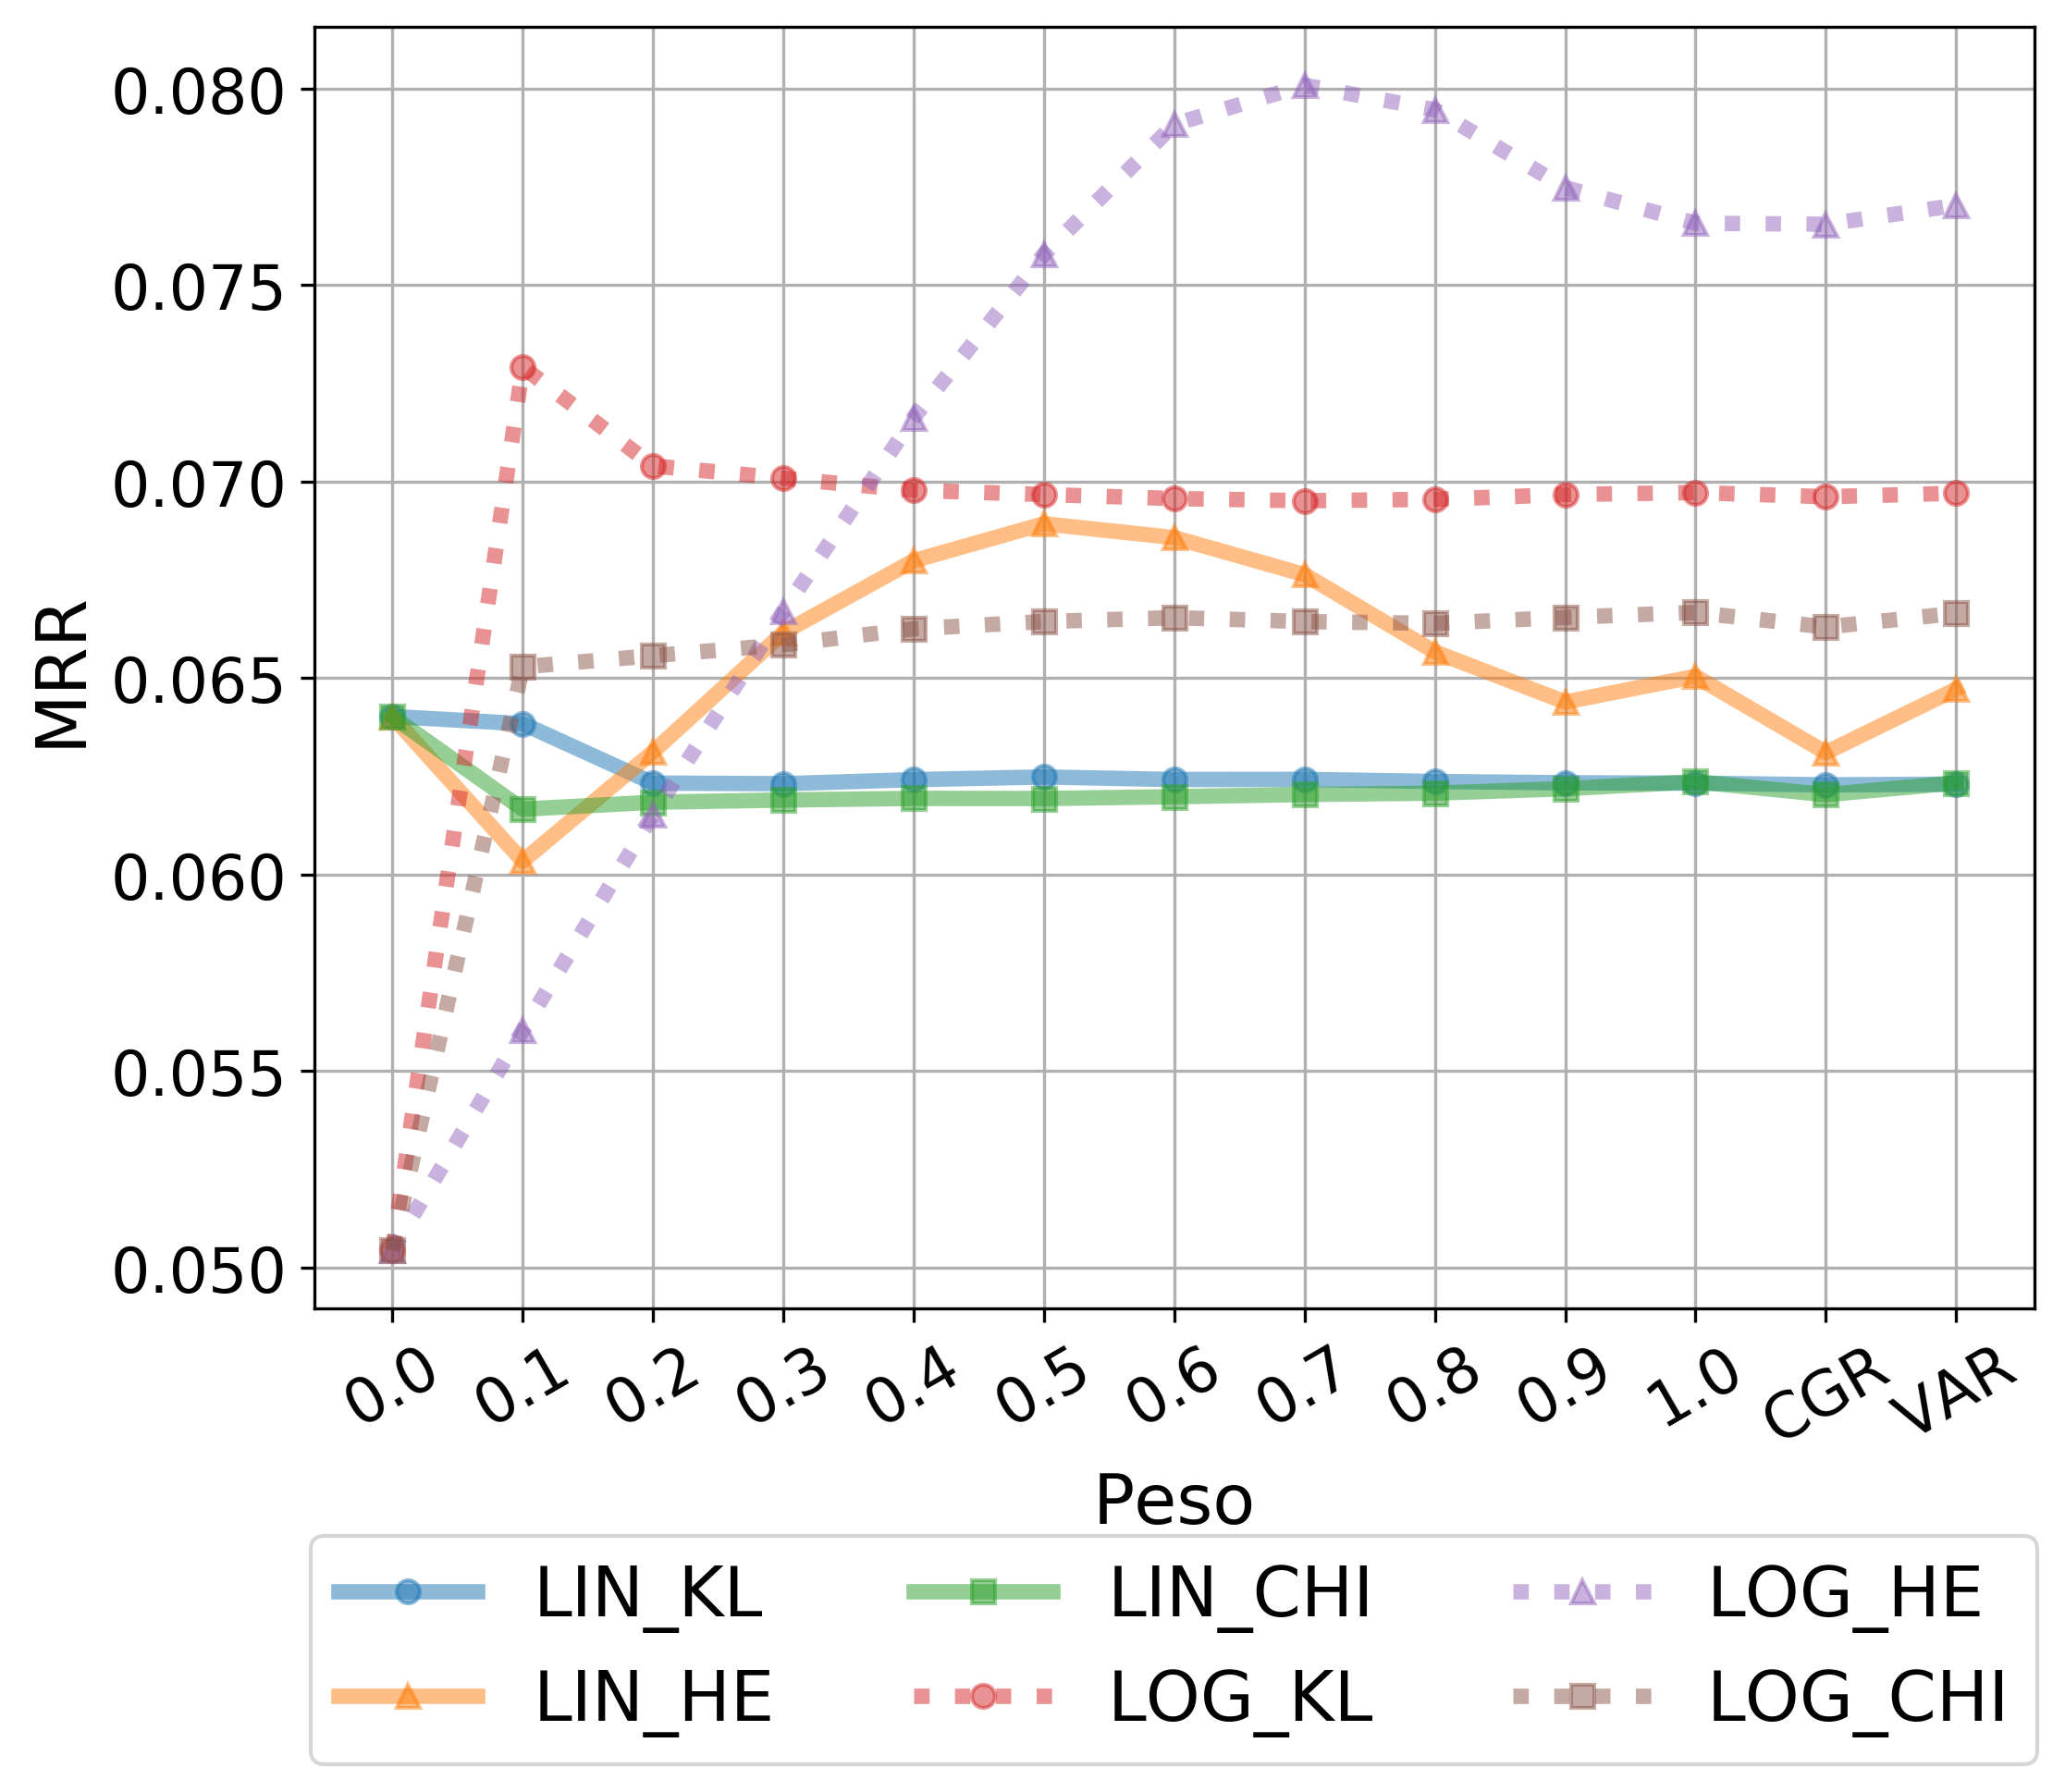 MRR
0.080
0.075
0.070
0.065
0.060
0.055
0.050
0.0 0.1 0.2 0.3 0.4 0.5 0.6 0.7 0.8 0.9 1.0 CGR VAR
Peso
LIN_KL LIN_CHI LOG_HE
LIN_HE LOG_KL LOG_CHI